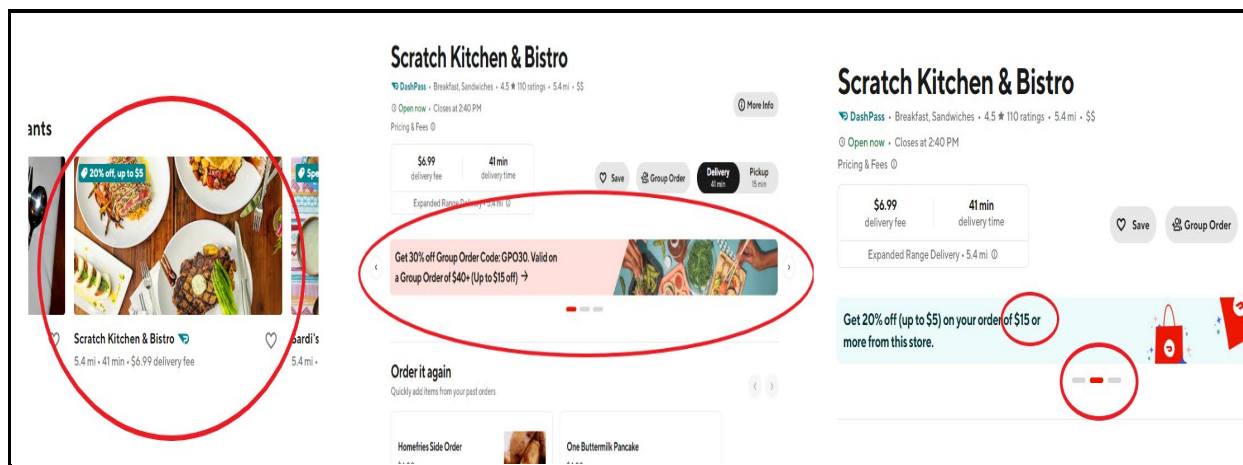 ants
20% off, up to $5
Spe
Scratch Kitchen & Bistro
5.4 mi • 41 min • $6.99 delivery fee
Sardi's
5.4 mi •
Scratch Kitchen & Bistro
DashPass • Breakfast, Sandwiches • 4.5 ★ 110 ratings • 5.4 mi • $$
Open now • Closes at 2:40 PM
More Info
Pricing & Fees
$6.99
delivery fee
41 min
delivery time
Expanded Range Delivery • 5.4 mi
Save
Group Order
Delivery
41 min
Pickup
15 min
Get 30% off Group Order Code: GPO30. Valid on
a Group Order of $40+ (Up to $15 off) →
Order it again
Quickly add items from your past orders
Homefries Side Order
One Buttermilk Pancake
Scratch Kitchen & Bistro
DashPass • Breakfast, Sandwiches • 4.5 ★ 110 ratings • 5.4 mi • $$
Open now • Closes at 2:40 PM
Pricing & Fees
$6.99
delivery fee
41 min
delivery time
Expanded Range Delivery • 5.4 mi
Save
Group Order
Get 20% off (up to $5) on your order of $15 or
more from this store.